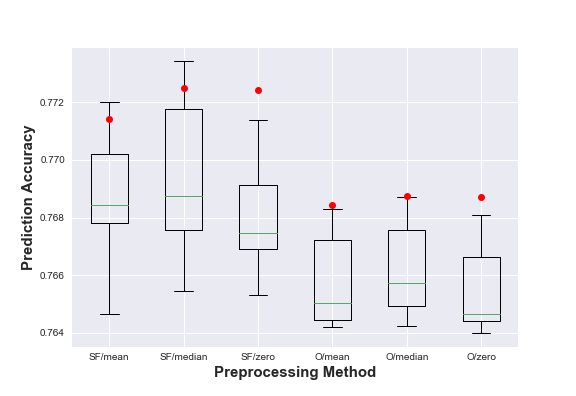 0.772
0.770
0.768
0.766
0.764
Prediction Accuracy
SF/mean SF/median SF/zero O/mean O/median O/zero
Preprocessing Method